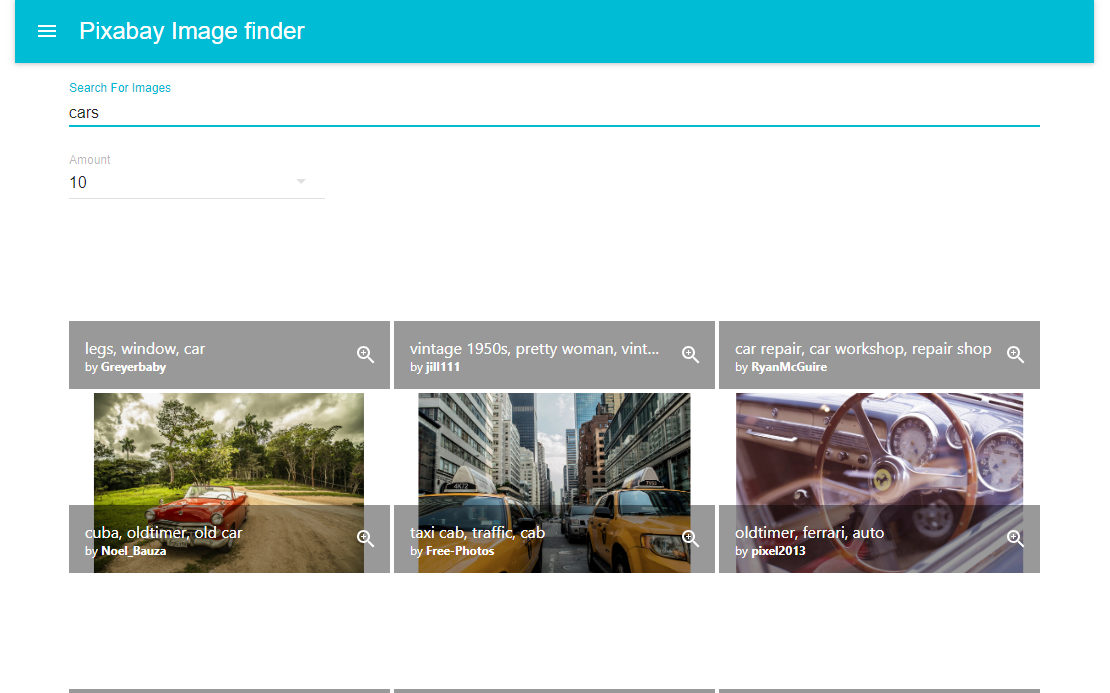 Pixabay Image finder
Search For Images
cars
Amount
10
legs, window, car
by Greyerbaby
vintage 1950s, pretty woman, vint...
by jill111
car repair, car workshop, repair shop
by RyanMcGuire
4K72
cuba, oldtimer, old car
by Noel_Bauza
taxi cab, traffic, cab
by Free-Photos
oldtimer, ferrari, auto
by pixel2013